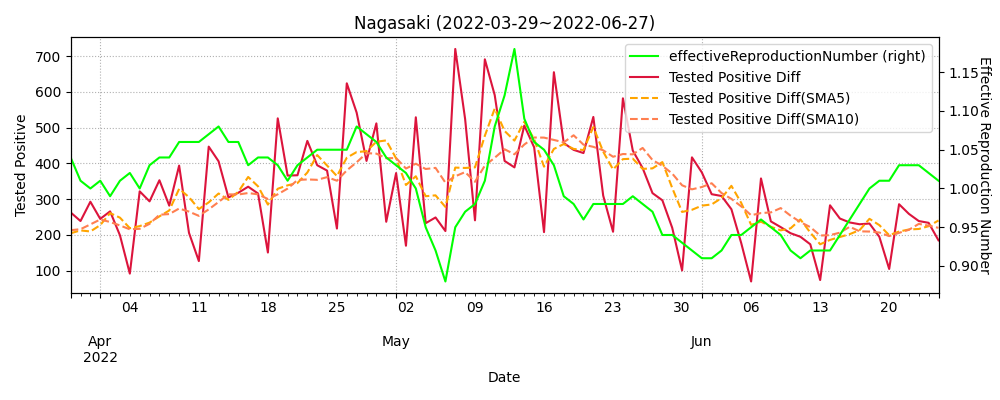 Nagasaki (2022-03-29~2022-06-27)
effectiveReproductionNumber (right)
Tested Positive Diff
Tested Positive Diff(SMA5)
Tested Positive Diff(SMA10)
Tested Positive
700
600
500
400
300
200
100
1.15
1.10
1.05
1.00
0.95
0.90
Effective Reproduction Number
04 11 18 25 02 09 16 23 30 06 13 20
Apr May Jun
2022
Date